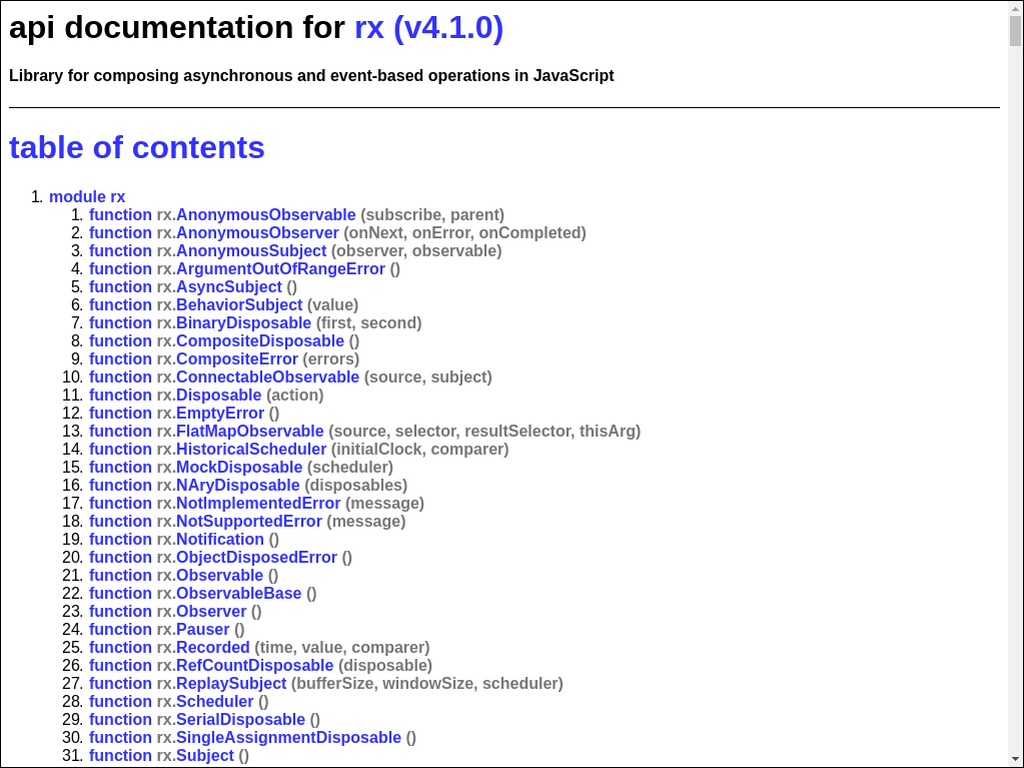 api documentation for rx (v4.1.0)
Library for composing asynchronous and event-based operations in JavaScript
table of contents
1. module rx
1. function rx.AnonymousObservable (subscribe, parent)
2. function rx.AnonymousObserver (onNext, onError, onCompleted)
3. function rx.AnonymousSubject (observer, observable)
4. function rx.ArgumentOutOfRangeError ()
5. function rx.AsyncSubject ()
6. function rx.BehaviorSubject (value)
7. function rx.BinaryDisposable (first, second)
8. function rx.CompositeDisposable ()
9. function rx.CompositeError (errors)
10. function rx.ConnectableObservable (source, subject)
11. function rx.Disposable (action)
12. function rx.EmptyError ()
13. function rx.FlatMapObservable (source, selector, resultSelector, thisArg)
14. function rx.HistoricalScheduler (initialClock, comparer)
15. function rx.MockDisposable (scheduler)
16. function rx.NAryDisposable (disposables)
17. function rx.NotImplementedError (message)
18. function rx.NotSupportedError (message)
19. function rx.Notification ()
20. function rx.ObjectDisposedError ()
21. function rx.Observable ()
22. function rx.ObservableBase ()
23. function rx.Observer ()
24. function rx.Pauser ()
25. function rx.Recorded (time, value, comparer)
26. function rx.RefCountDisposable (disposable)
27. function rx.ReplaySubject (bufferSize, windowSize, scheduler)
28. function rx.Scheduler ()
29. function rx.SerialDisposable ()
30. function rx.SingleAssignmentDisposable ()
31. function rx.Subject ()